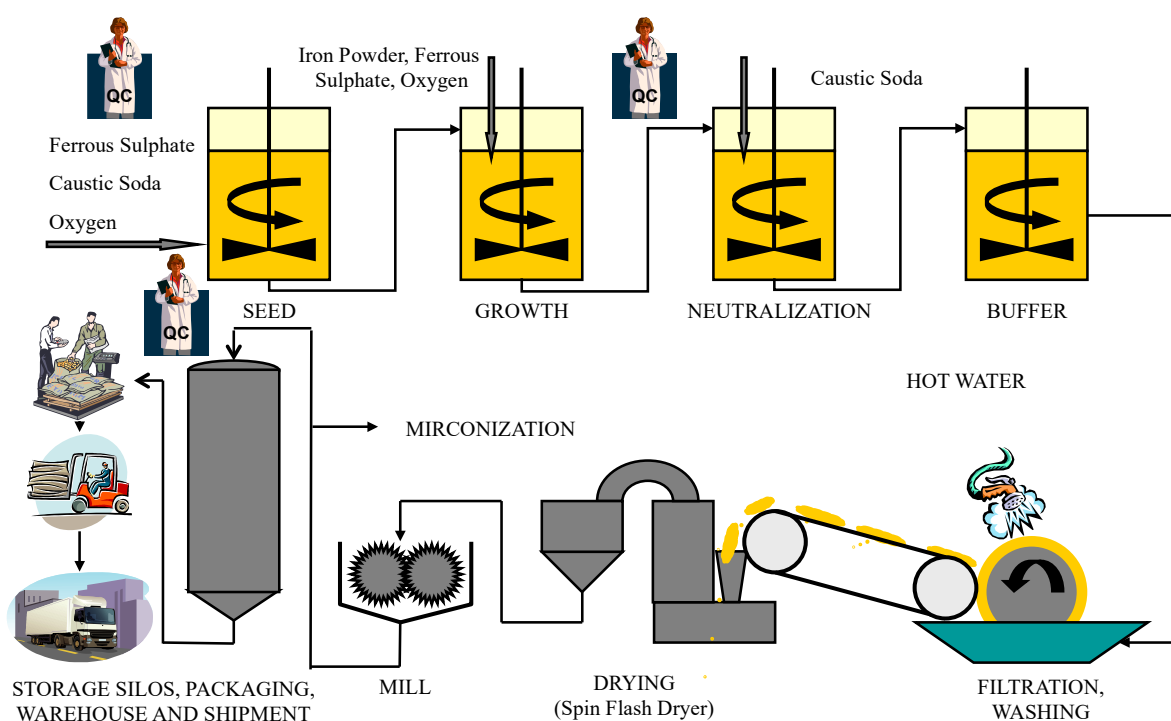 QC
Iron Powder, Ferrous
Sulphate, Oxygen
QC
Caustic Soda
Ferrous Sulphate
Caustic Soda
Oxygen
SEED
GROWTH
NEUTRALIZATION
BUFFER
QC
HOT WATER
MIRCONIZATION
STORAGE SILOS, PACKAGING,
WAREHOUSE AND SHIPMENT
MILL
DRYING
(Spin Flash Dryer)
FILTRATION,
WASHING